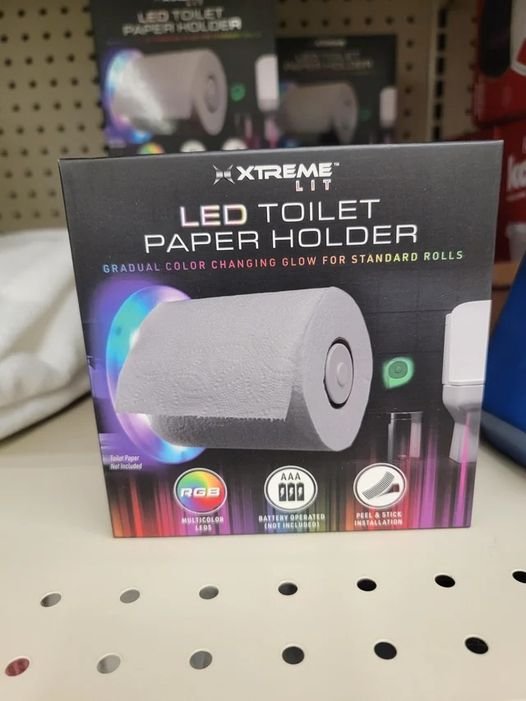 LED TOILET
PAPER HOLDER
XTREME
XTREME™
LIT
LED TOILET
PAPER HOLDER
GRADUAL COLOR CHANGING GLOW FOR STANDARD ROLLS
Toilet Paper
Not Included
RGB
MULTICOLOR
LEDS
AAA
BATTERY OPERATED
(NOT INCLUDED)
PEEL & STICK
INSTALLATION